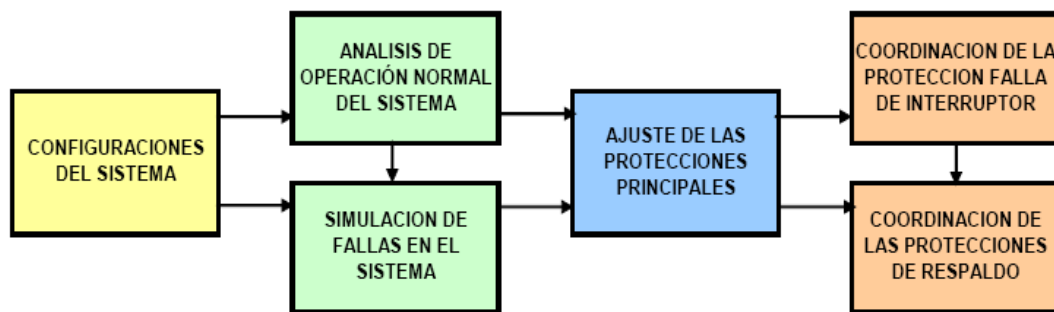 CONFIGURACIONES
DEL SISTEMA
ANALISIS DE
OPERACIÓN NORMAL
DEL SISTEMA
SIMULACION DE
FALLAS EN EL
SISTEMA
AJUSTE DE LAS
PROTECCIONES
PRINCIPALES
COORDINACION DE LA
PROTECCION FALLA
DE INTERRUPTOR
COORDINACION DE
LAS PROTECCIONES
DE RESPALDO